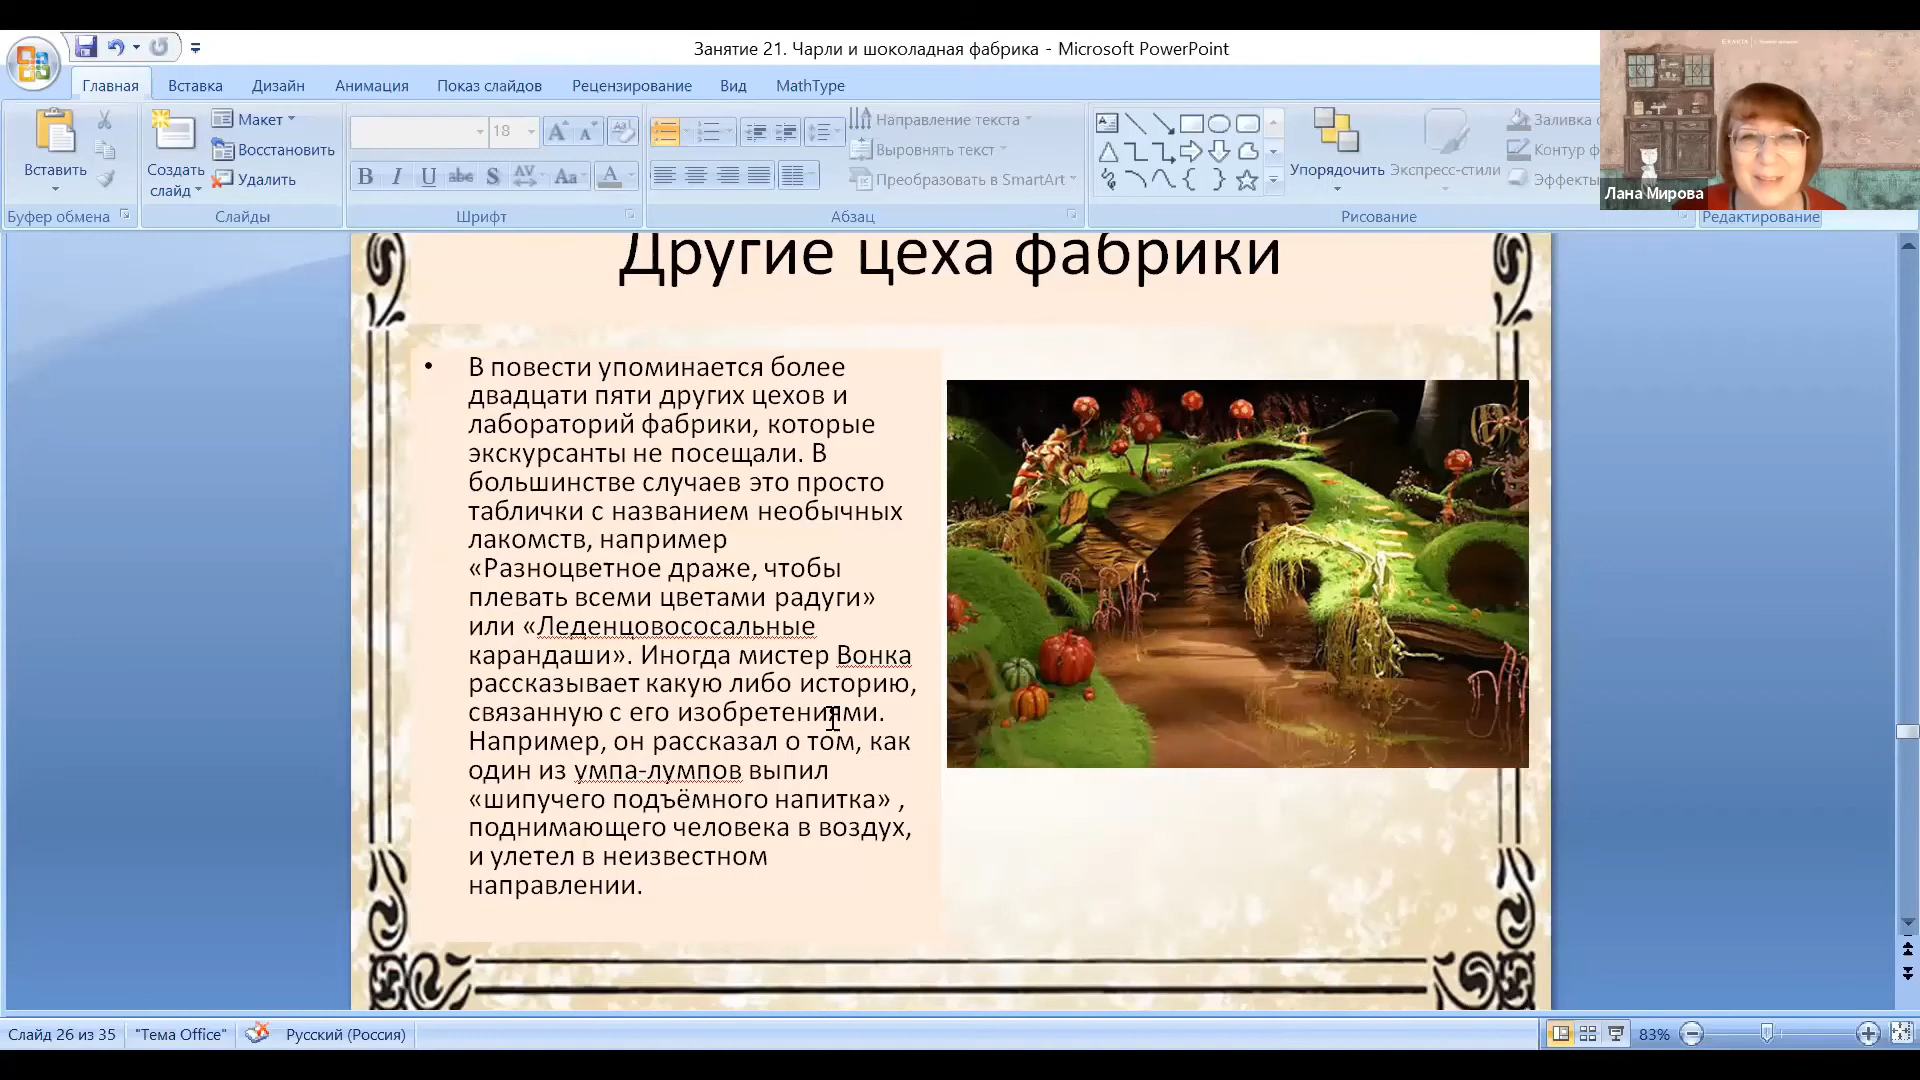 Занятие 21. Чарли и шоколадная фабрика - Microsoft PowerPoint
Главная Вставка Дизайн Анимация Показ слайдов Рецензирование Вид MathType
Вставить
Создать слайд
Макет
Восстановить
Удалить
18
Направление текста
Выровнять текст
Преобразовать в SmartArt
Упорядочить
Экспресс-стили
Заливка
Контур ф
Эффекты
Лана Мирова
Буфер обмена Слайды Шрифт Абзац Рисование Редактирование
Другие цеха фабрики
• В повести упоминается более
двадцати пяти других цехов и
лабораторий фабрики, которые
экскурсанты не посещали. В
большинстве случаев это просто
таблички с названием необычных
лакомств, например
«Разноцветное драже, чтобы
плевать всеми цветами радуги»
или «Леденцовососальные
карандаши». Иногда мистер Вонка
рассказывает какую либо историю,
связанную с его изобретениями.
Например, он рассказал о том, как
один из умпа-лумпов выпил
«шипучего подъёмного напитка» ,
поднимающего человека в воздух,
и улетел в неизвестном
направлении.
Слайд 26 из 35 "Тема Office" Русский (Россия) 83%